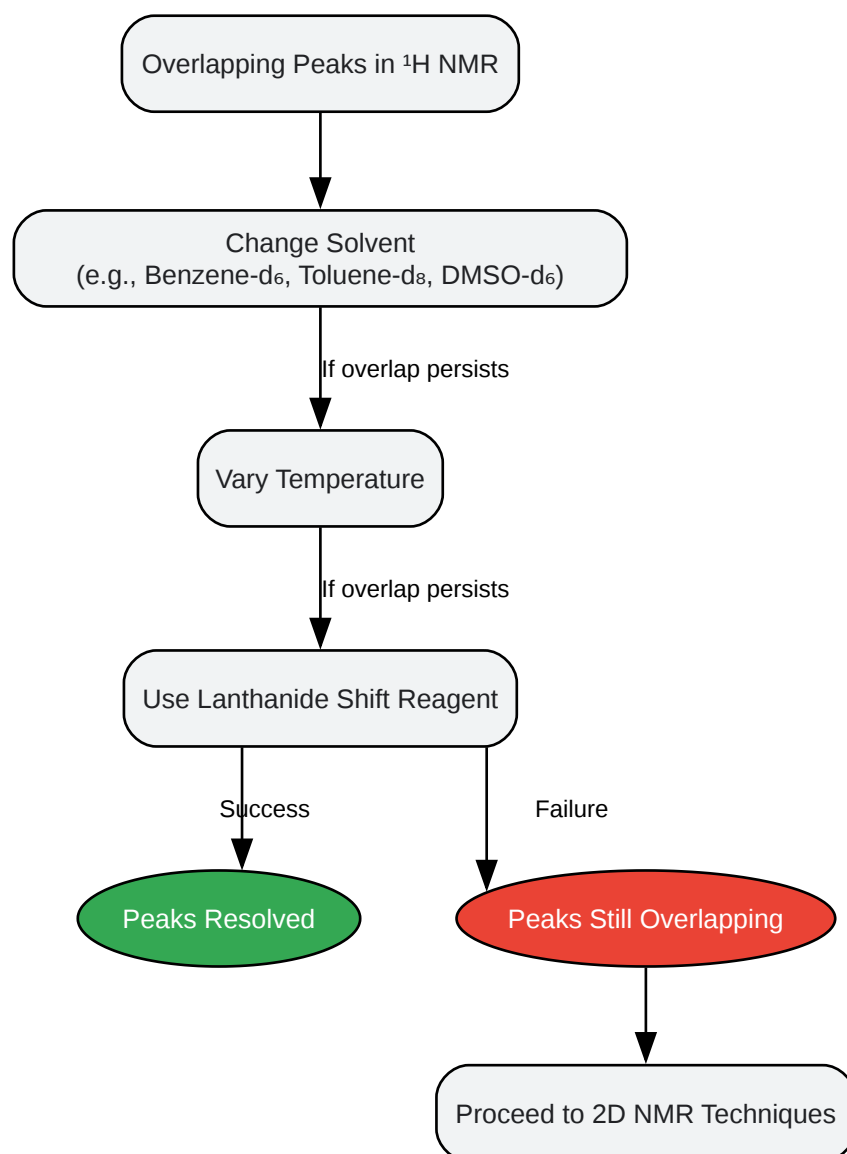 Overlapping Peaks in ¹H NMR
Change Solvent
(e.g., Benzene-d₆, Toluene-d₈, DMSO-d₆)
If overlap persists
Vary Temperature
If overlap persists
Use Lanthanide Shift Reagent
Success
Failure
Peaks Resolved
Peaks Still Overlapping
Proceed to 2D NMR Techniques